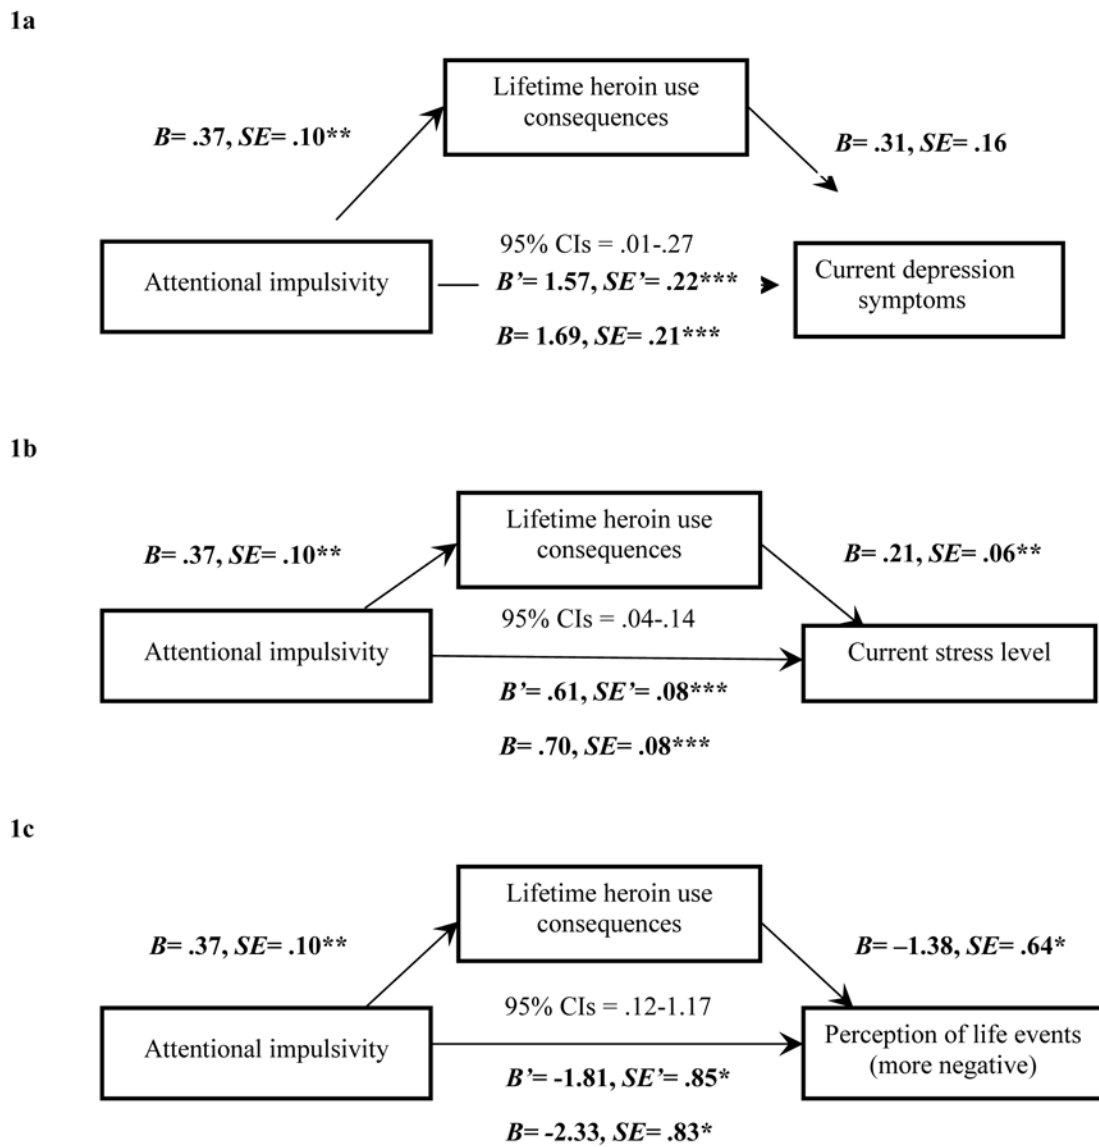 1a
Lifetime heroin use
consequences
B= .37, SE= .10**
B= .31, SE= .16
95% CIs = .01-.27
Attentional impulsivity
B’= 1.57, SE’= .22***
Current depression
symptoms
B= 1.69, SE= .21***
1b
Lifetime heroin use
consequences
B= .37, SE= .10**
B= .21, SE= .06**
95% CIs = .04-.14
Attentional impulsivity
Current stress level
B’= .61, SE’= .08***
B= .70, SE= .08***
1c
Lifetime heroin use
consequences
B= .37, SE= .10**
B= –1.38, SE= .64*
95% CIs = .12-1.17
Attentional impulsivity
Perception of life events
(more negative)
B’= -1.81, SE’= .85*
B= -2.33, SE= .83*